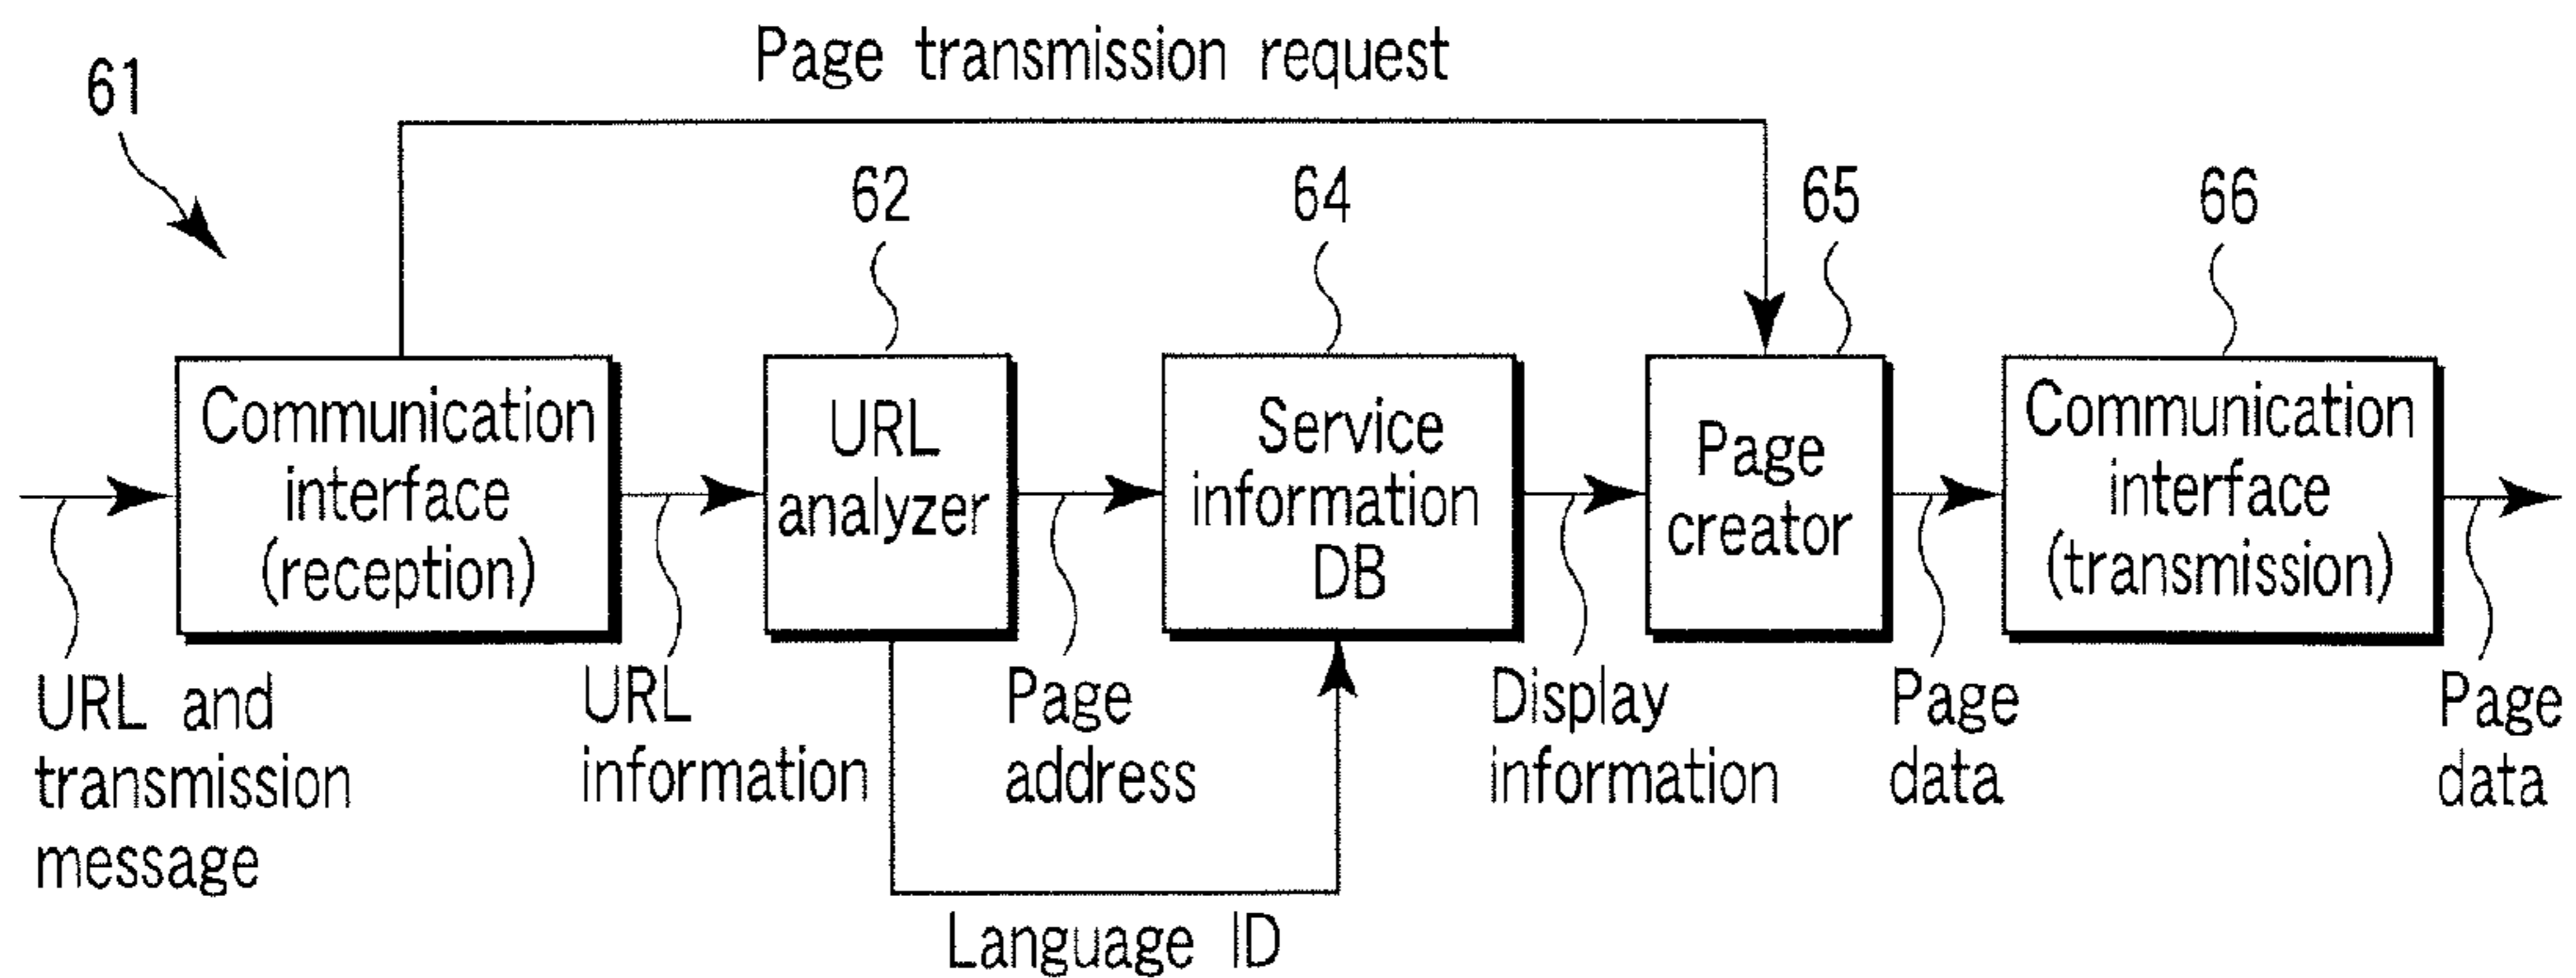 Page transmission request
61
62
64
65
66
Communication
interface
(reception)
URL
analyzer
Service
information
DB
Page
creator
Communication
interface
(transmission)
URL and
transmission
message
URL
information
Page
address
Display
information
Page
data
Page
data
Language ID